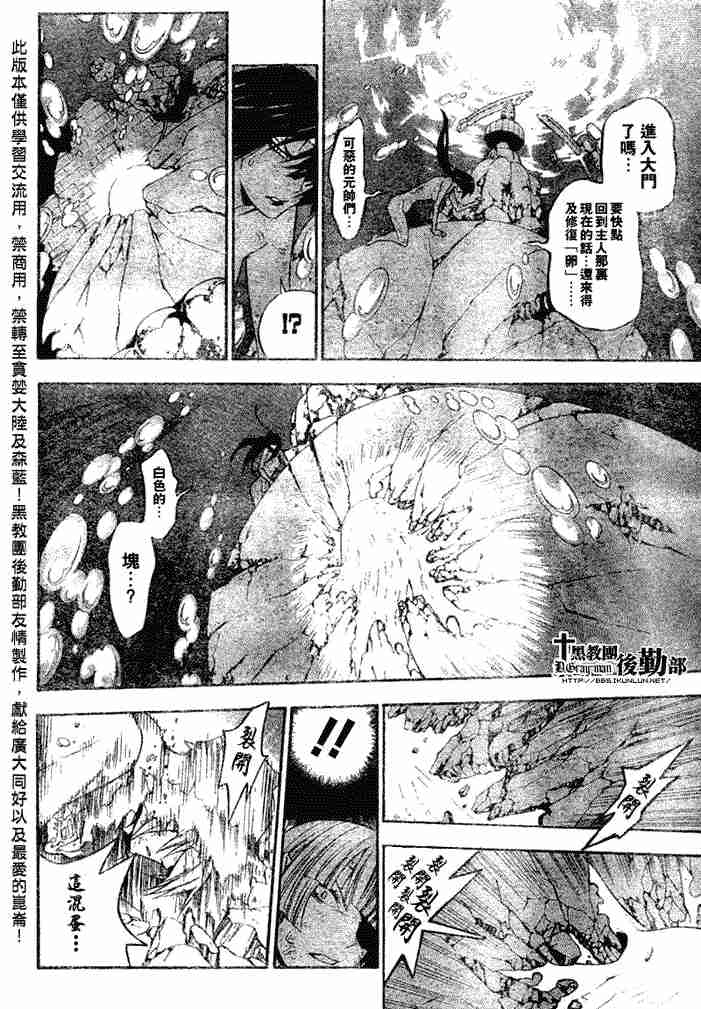 進入大門
了嗎…
要快點
回到主人那裏
現在的話…還來得
及修復「卵」……
可惡的元帥們…
!?
白色的…
塊…?
黑教團
D.Gray-man
後勤部
HTTP://BBS.IKUNLUN.NET/
裂開
裂開
裂開
裂開
裂開
裂開
!!
裂開
這混蛋…
此版本僅供學習交流用，禁商用，禁轉至貪婪大陸及森藍！黑教團後勤部友情製作，獻給廣大同好以及最愛的崑崙！